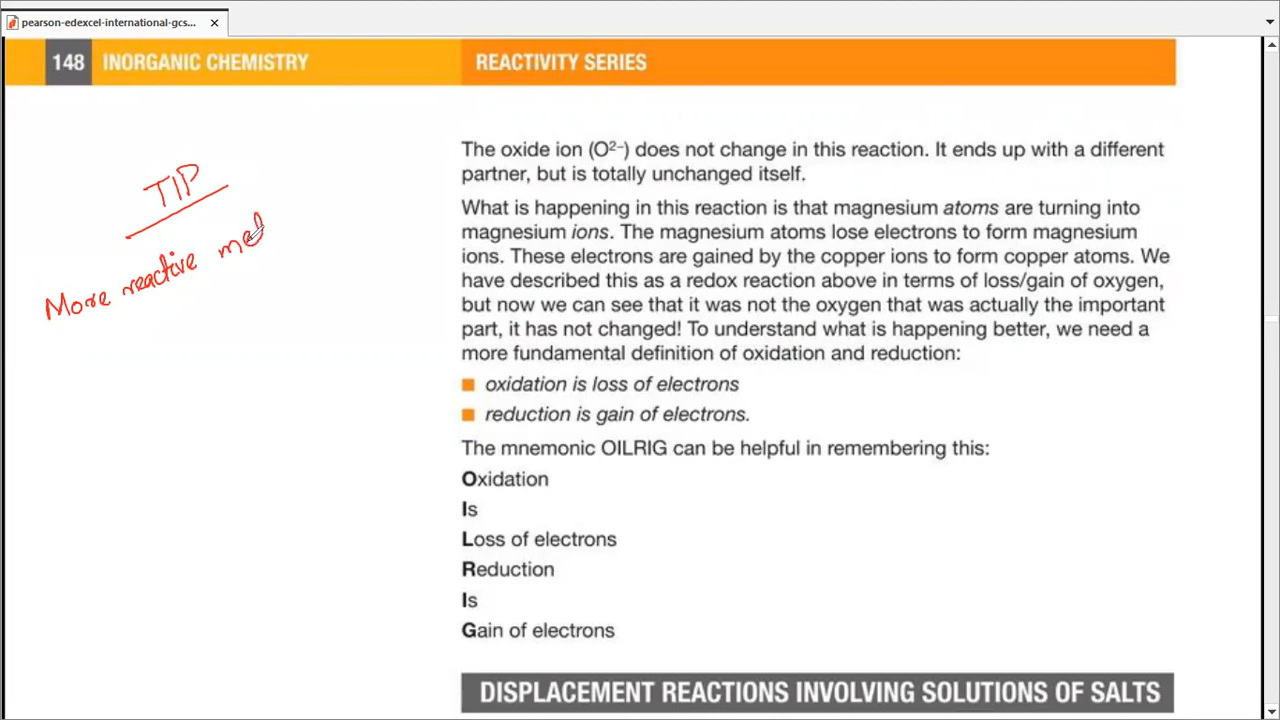 pearson-edexcel-international-gcs...
148 INORGANIC CHEMISTRY REACTIVITY SERIES
TIP
More reactive met
The oxide ion (O²⁻) does not change in this reaction. It ends up with a different
partner, but is totally unchanged itself.
What is happening in this reaction is that magnesium atoms are turning into
magnesium ions. The magnesium atoms lose electrons to form magnesium
ions. These electrons are gained by the copper ions to form copper atoms. We
have described this as a redox reaction above in terms of loss/gain of oxygen,
but now we can see that it was not the oxygen that was actually the important
part, it has not changed! To understand what is happening better, we need a
more fundamental definition of oxidation and reduction:
■ oxidation is loss of electrons
■ reduction is gain of electrons.
The mnemonic OILRIG can be helpful in remembering this:
Oxidation
Is
Loss of electrons
Reduction
Is
Gain of electrons
DISPLACEMENT REACTIONS INVOLVING SOLUTIONS OF SALTS